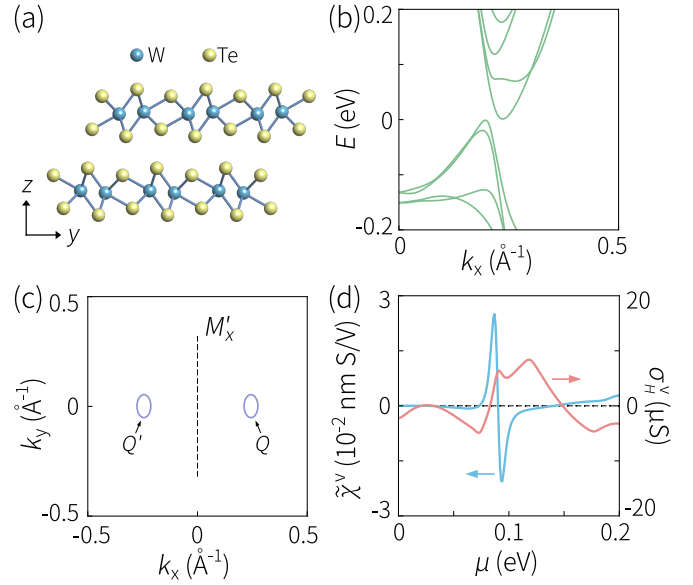 (a)
W
Te
z
y
(b)
0.2
0
-0.2
E (eV)
0
0.5
kₓ (Å⁻¹)
(c)
0.5
0
-0.5
k_y (Å⁻¹)
M'ₓ
Q'
Q
-0.5
0
0.5
kₓ (Å⁻¹)
(d)
3
0
-3
χ̃ⱽ (10⁻² nm S/V)
20
0
-20
σ_Hⱽ (μS)
0
0.1
0.2
μ (eV)